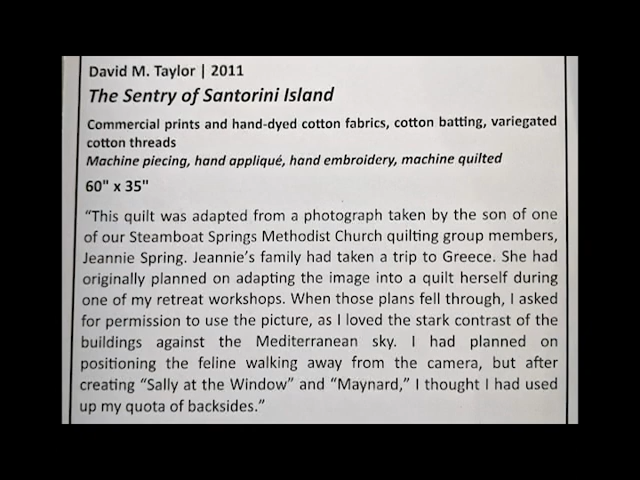 David M. Taylor | 2011
The Sentry of Santorini Island
Commercial prints and hand-dyed cotton fabrics, cotton batting, variegated
cotton threads
Machine piecing, hand appliqué, hand embroidery, machine quilted
60" x 35"
“This quilt was adapted from a photograph taken by the son of one
of our Steamboat Springs Methodist Church quilting group members,
Jeannie Spring. Jeannie’s family had taken a trip to Greece. She had
originally planned on adapting the image into a quilt herself during
one of my retreat workshops. When those plans fell through, I asked
for permission to use the picture, as I loved the stark contrast of the
buildings against the Mediterranean sky. I had planned on
positioning the feline walking away from the camera, but after
creating “Sally at the Window” and “Maynard,” I thought I had used
up my quota of backsides.”